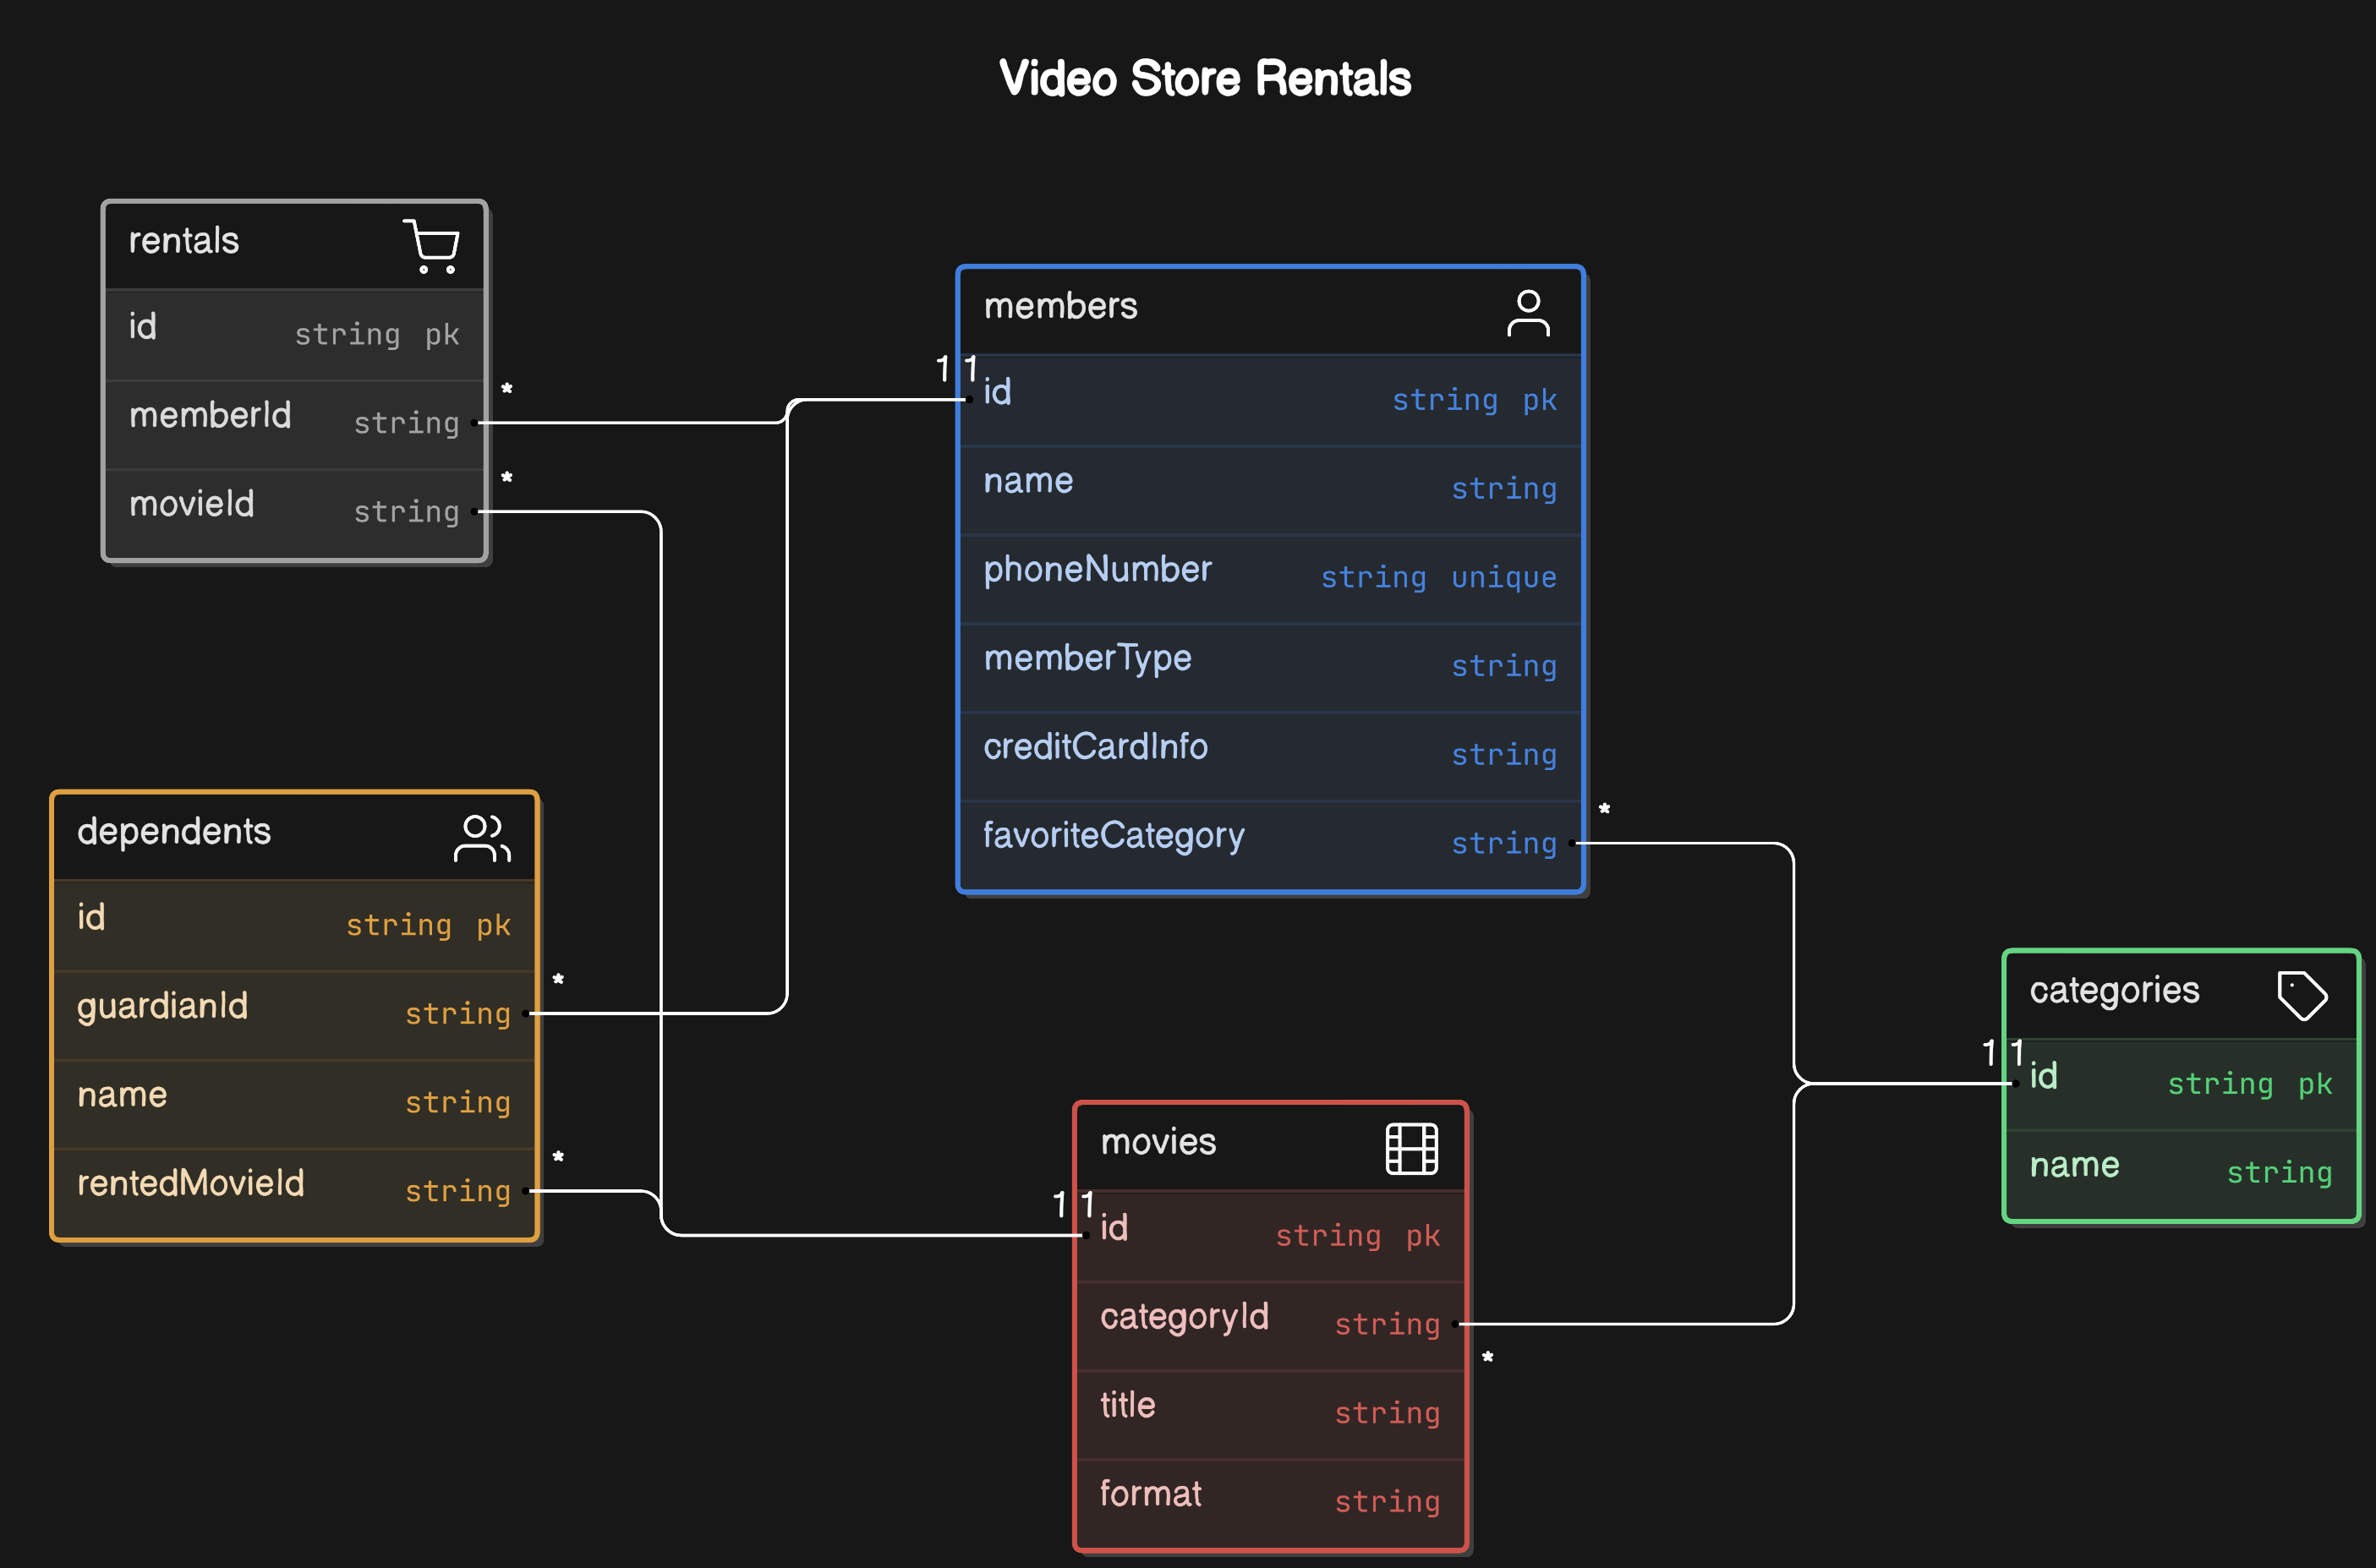 Video Store Rentals
rentals
id string pk
*
memberId string
*
movieId string
members
1 1
id string pk
name string
phoneNumber string unique
memberType string
creditCardInfo string
*
favoriteCategory string
dependents
id string pk
*
guardianId string
name string
*
rentedMovieId string
categories
1 1
id string pk
name string
movies
1 1
id string pk
categoryId string
*
title string
format string